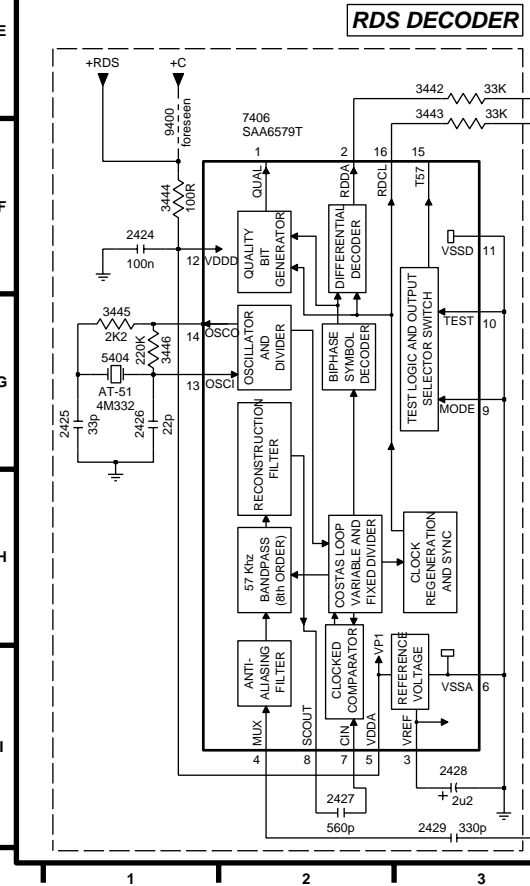 RDS DECODER
E
+RDS
+C
3442
33K
3443
33K
9400
foreseen
7406
SAA6579T
1
2
16
15
QUAL
RDDA
RDCL
T57
3444
100R
F
2424
100n
12
VDDD
QUALITY
BIT
GENERATOR
DIFFERENTIAL
DECODER
VSSD
11
3445
2K2
14
OSCO
220K
3446
5404
AT-51
4M332
13
OSCI
OSCILLATOR
AND
DIVIDER
BIPHASE
SYMBOL
DECODER
TEST LOGIC AND OUTPUT
SELECTOR SWITCH
TEST
10
G
MODE
9
2425
33p
2426
22p
RECONSTRUCTION
FILTER
H
57 Khz
BANDPASS
(8th ORDER)
COSTAS LOOP
VARIABLE AND
FIXED DIVIDER
CLOCK
REGENERATION
AND SYNC
ANTI-
ALIASING
FILTER
CLOCKED
COMPARATOR
VP1
REFERENCE
VOLTAGE
VSSA
6
MUX
SCOUT
CIN
VDDA
VREF
I
4
8
7
5
3
2428
+
2u2
2427
560p
2429
330p
1
2
3